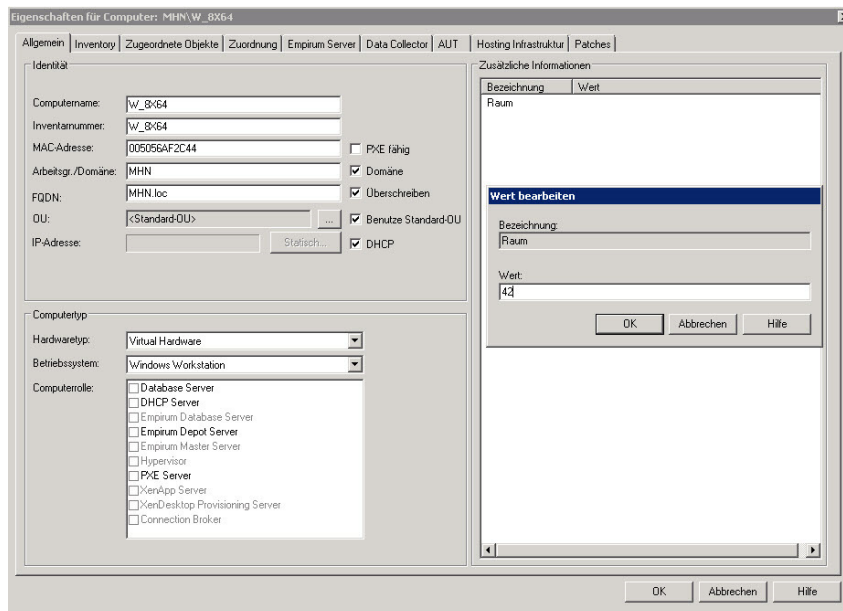 Eigenschaften für Computer: MHN\W_8X64
Allgemein Inventory Zugeordnete Objekte Zuordnung Empirum Server Data Collector AUT Hosting Infrastruktur Patches
Identität
Computername: W_8X64
Inventarnummer: W_8X64
MAC-Adresse: 005056AF2C44 PXE fähig
Arbeitsgr./Domäne: MHN Domäne
FQDN: MHN.loc Überschreiben
OU: <Standard-OU> ... Benutze Standard-OU
IP-Adresse: Statisch... DHCP
Computertyp
Hardwaretyp: Virtual Hardware
Betriebssystem: Windows Workstation
Computerrolle: Database Server
DHCP Server
Empirum Database Server
Empirum Depot Server
Empirum Master Server
Hypervisor
PXE Server
XenApp Server
XenDesktop Provisioning Server
Connection Broker
Zusätzliche Informationen
Bezeichnung Wert
Raum
Wert bearbeiten
Bezeichnung:
Raum
Wert:
42
OK Abbrechen Hilfe
OK Abbrechen Hilfe